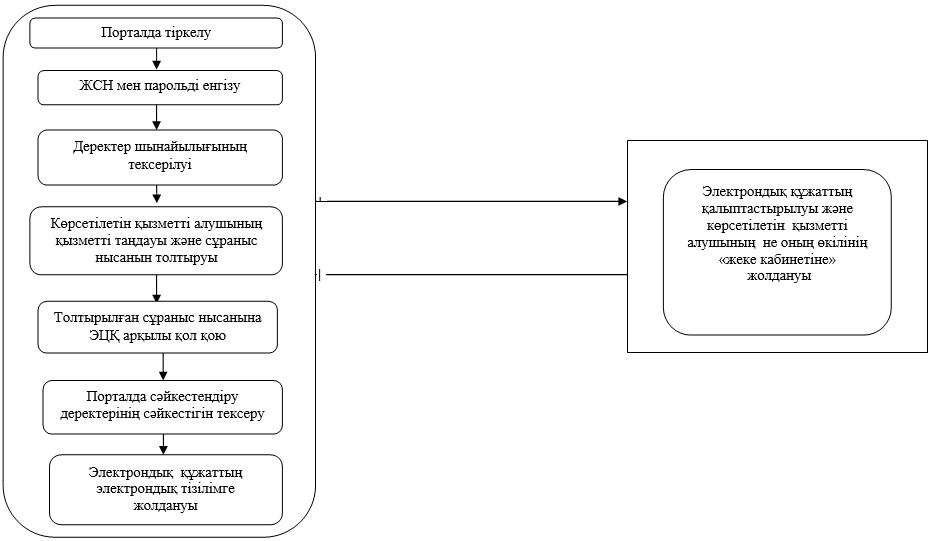 Порталда тіркелу
ЖСН мен парольді енгізу
Деректер шынайылығының
тексерілуі
Көрсетілетін қызметті алушының
қызметті таңдауы және сұраныс
нысанын толтыруы
Толтырылған сұраныс нысанына
ЭЦҚ арқылы қол қою
Порталда сәйкестендіру
деректерінің сәйкестігін тексеру
Электрондық құжаттың
электрондық тізілімге
жолдануы
Электрондық құжаттың
қалыптастырылуы және
көрсетілетін қызметті
алушының не оның өкілінің
«жеке кабинетіне»
жолдануы